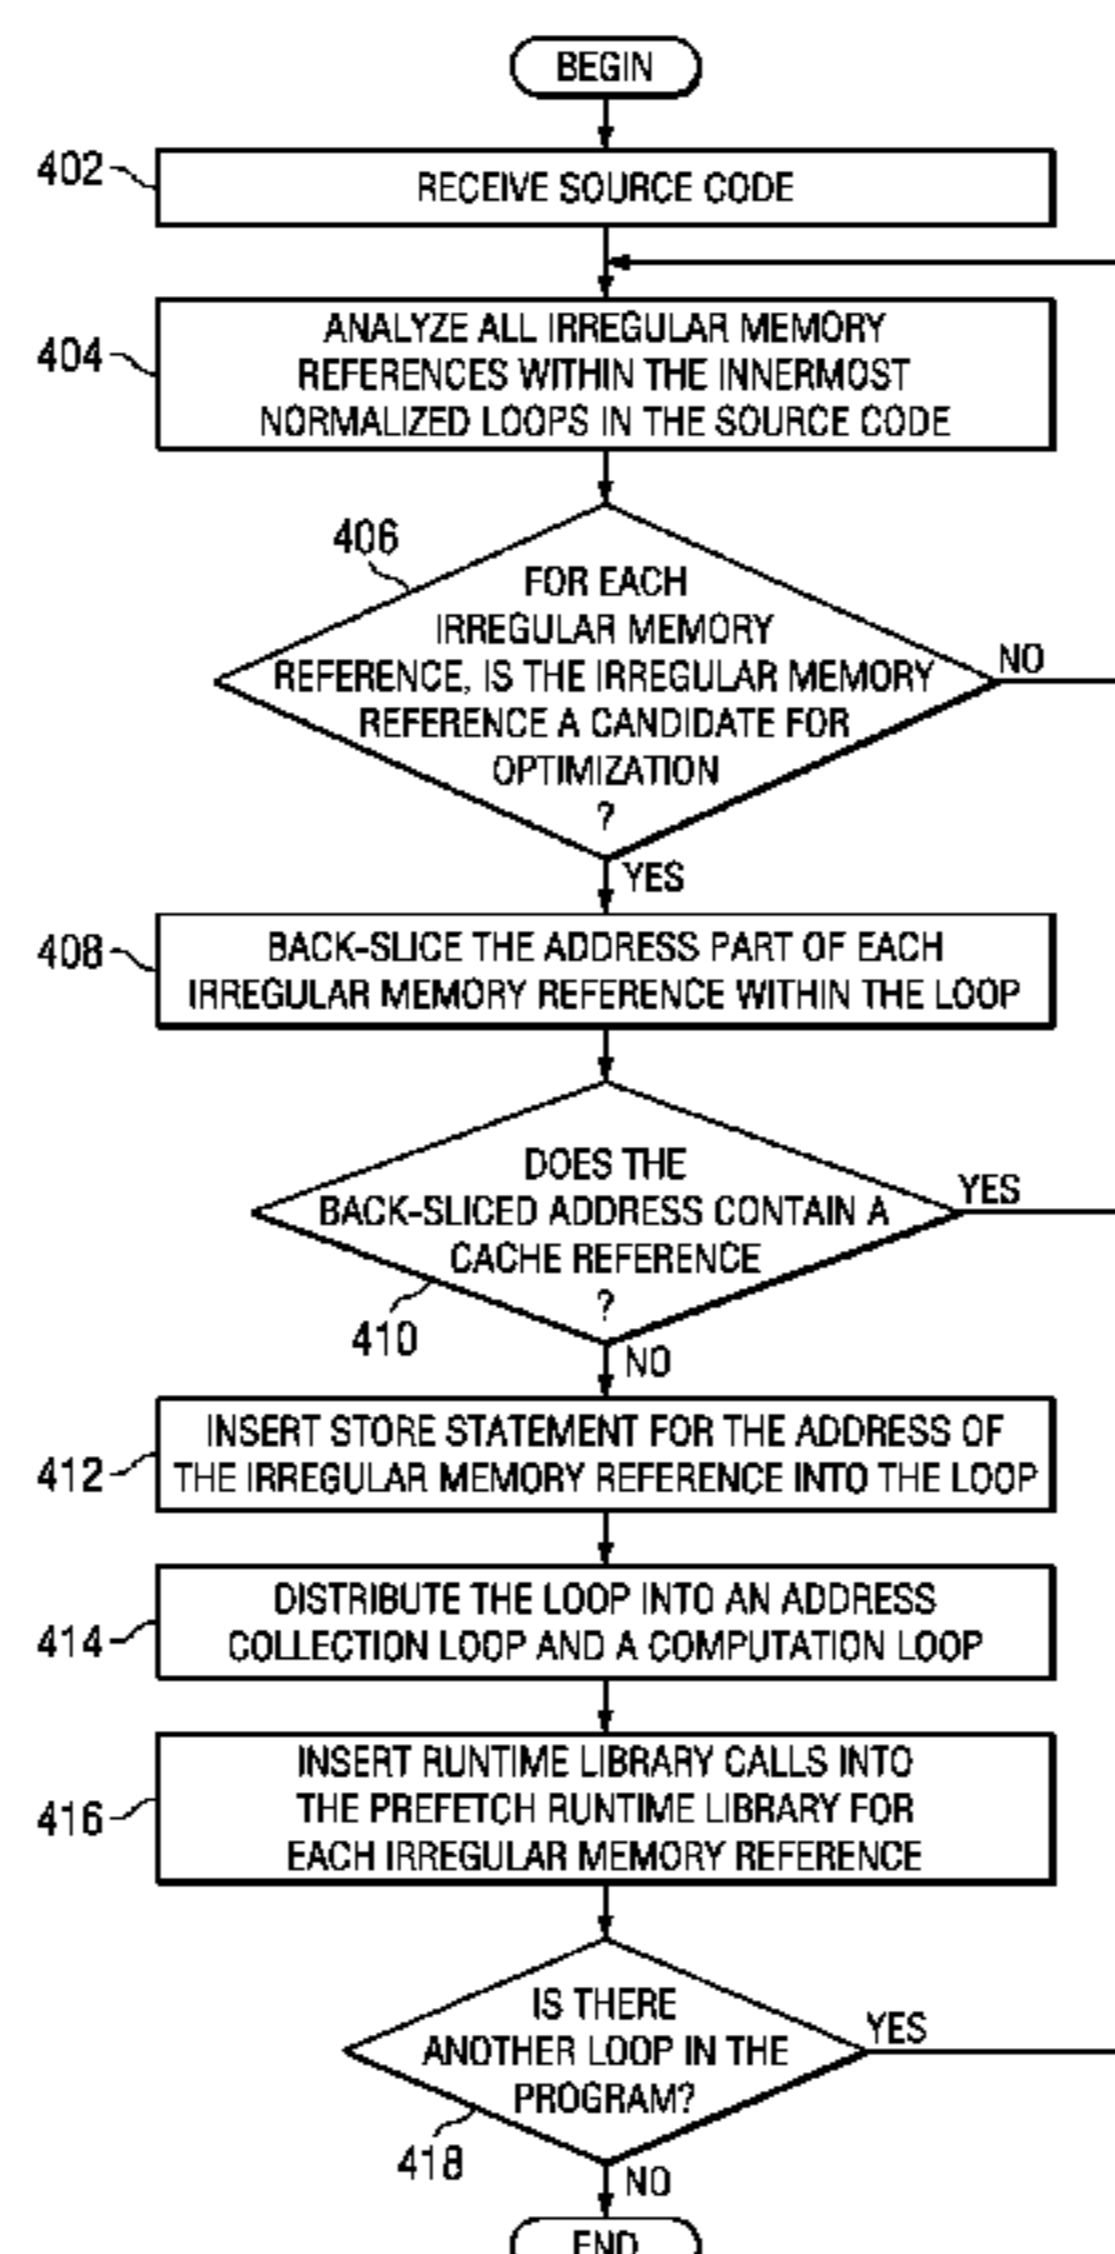 BEGIN
402
RECEIVE SOURCE CODE
404
ANALYZE ALL IRREGULAR MEMORY
REFERENCES WITHIN THE INNERMOST
NORMALIZED LOOPS IN THE SOURCE CODE
406
FOR EACH
IRREGULAR MEMORY
REFERENCE, IS THE IRREGULAR MEMORY
REFERENCE A CANDIDATE FOR
OPTIMIZATION
?
NO
YES
408
BACK-SLICE THE ADDRESS PART OF EACH
IRREGULAR MEMORY REFERENCE WITHIN THE LOOP
DOES THE
BACK-SLICED ADDRESS CONTAIN A
CACHE REFERENCE
?
YES
410
NO
412
INSERT STORE STATEMENT FOR THE ADDRESS OF
THE IRREGULAR MEMORY REFERENCE INTO THE LOOP
414
DISTRIBUTE THE LOOP INTO AN ADDRESS
COLLECTION LOOP AND A COMPUTATION LOOP
416
INSERT RUNTIME LIBRARY CALLS INTO
THE PREFETCH RUNTIME LIBRARY FOR
EACH IRREGULAR MEMORY REFERENCE
IS THERE
ANOTHER LOOP IN THE
PROGRAM?
YES
418
NO
END